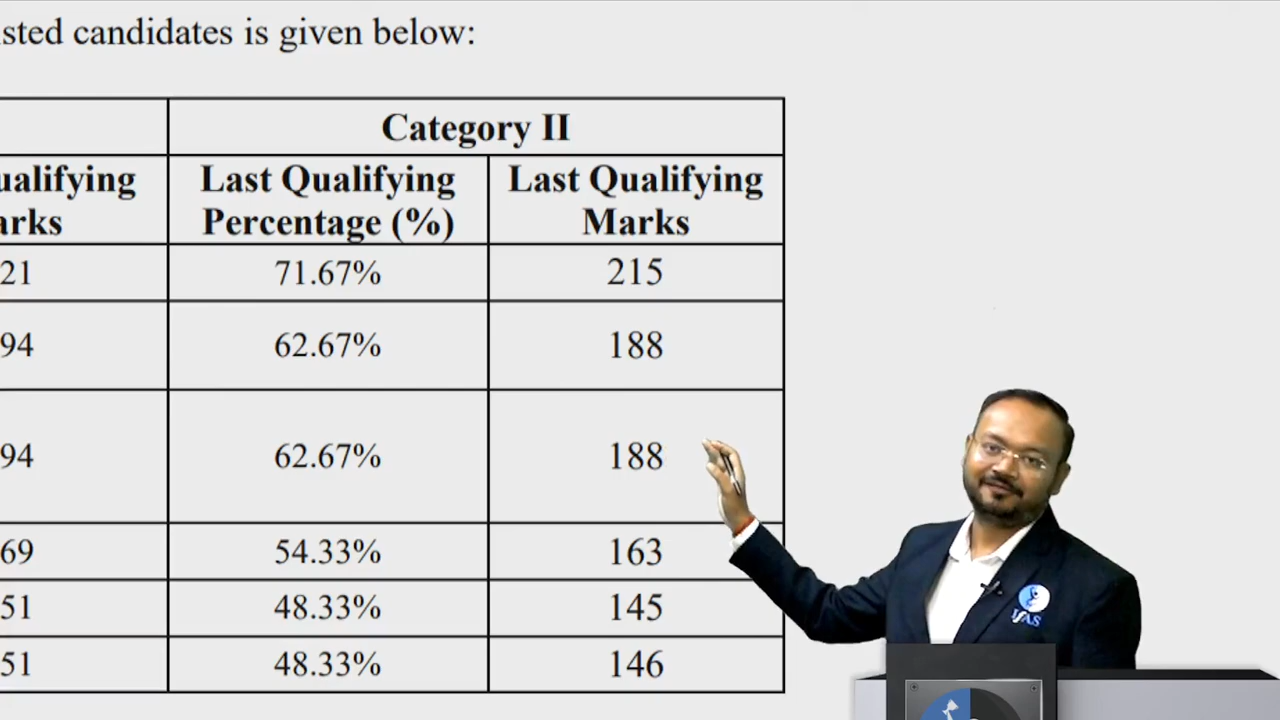 sted candidates is given below:
Category II
ualifying
arks
Last Qualifying
Percentage (%)
Last Qualifying
Marks
21 71.67% 215
94 62.67% 188
94 62.67% 188
69 54.33% 163
51 48.33% 145
51 48.33% 146
IFAS